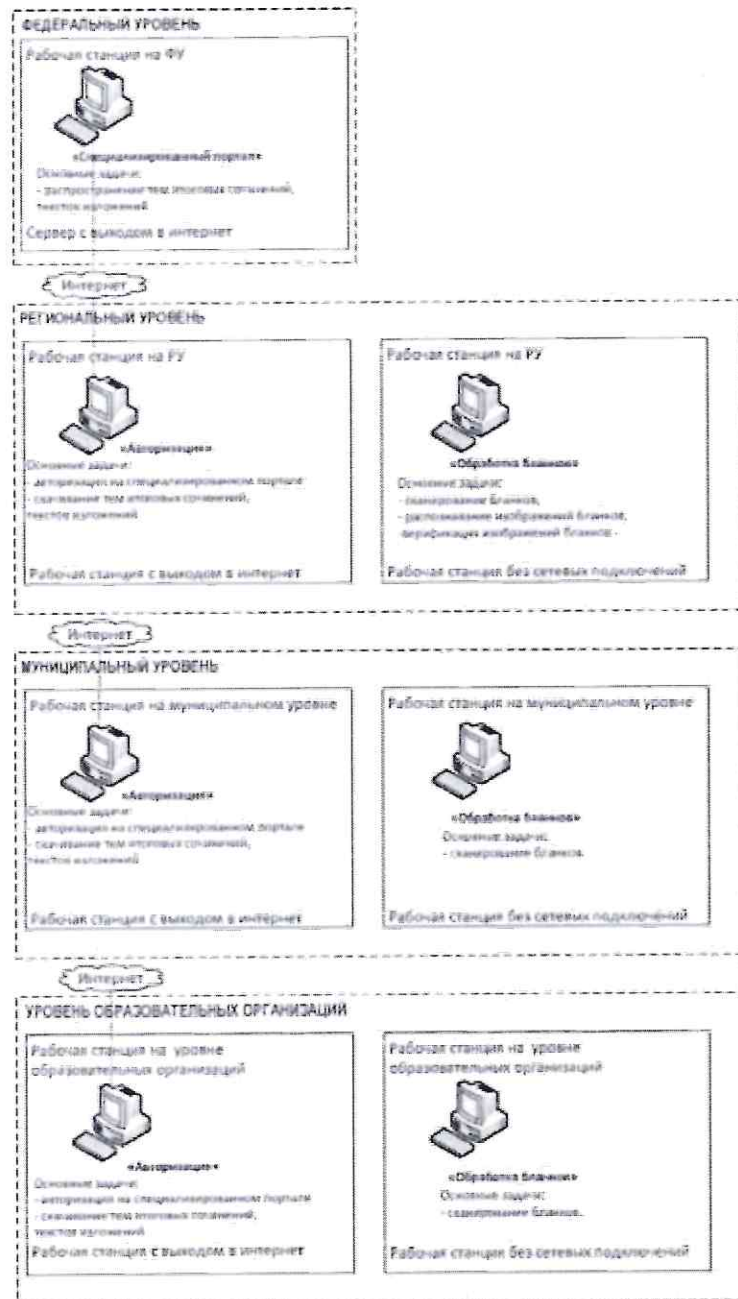 ФЕДЕРАЛЬНЫЙ УРОВЕНЬ
Рабочая станция на ФУ
«Специализированный портал»
Основные задачи:
- распространение тем итоговых сочинений,
текстов изложений
Сервер с выходом в интернет
Интернет
РЕГИОНАЛЬНЫЙ УРОВЕНЬ
Рабочая станция на РУ
«Авторизация»
Основные задачи:
- авторизация на специализированном портале
- скачивание тем итоговых сочинений,
текстов изложений
Рабочая станция с выходом в интернет
Рабочая станция на РУ
«Обработка бланков»
Основные задачи:
- сканирование бланков,
- распознавание изображений бланков,
-верификация изображений бланков -
Рабочая станция без сетевых подключений
Интернет
МУНИЦИПАЛЬНЫЙ УРОВЕНЬ
Рабочая станция на муниципальном уровне
«Авторизация»
Основные задачи:
- авторизация на специализированном портале
- скачивание тем итоговых сочинений,
текстов изложений
Рабочая станция с выходом в интернет
Рабочая станция на муниципальном уровне
«Обработка бланков»
Основные задачи:
- сканирование бланков.
Рабочая станция без сетевых подключений
Интернет
УРОВЕНЬ ОБРАЗОВАТЕЛЬНЫХ ОРГАНИЗАЦИЙ
Рабочая станция на уровне
образовательных организаций
«Авторизация»
Основные задачи:
- авторизация на специализированном портале
- скачивание тем итоговых сочинений,
текстов изложений
Рабочая станция с выходом в интернет
Рабочая станция на уровне
образовательных организаций
«Обработка бланков»
Основные задачи:
- сканирование бланков.
Рабочая станция без сетевых подключений